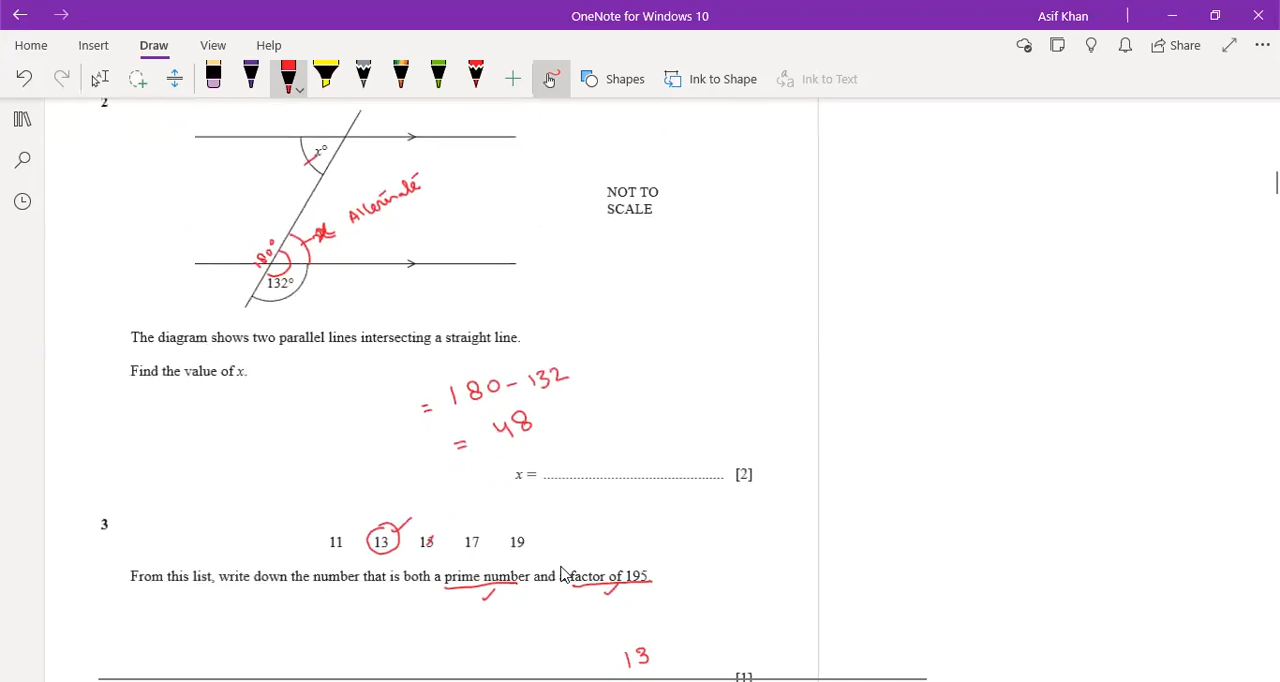 OneNote for Windows 10
Asif Khan
Home Insert Draw View Help
Share
Shapes
Ink to Shape
Ink to Text
2
x°
NOT TO
SCALE
x Alternate
180°
132°
The diagram shows two parallel lines intersecting a straight line.
Find the value of x.
= 180 - 132
= 48
x = ................................................ [2]
3
11 13 15 17 19
From this list, write down the number that is both a prime number and factor of 195.
13
[1]